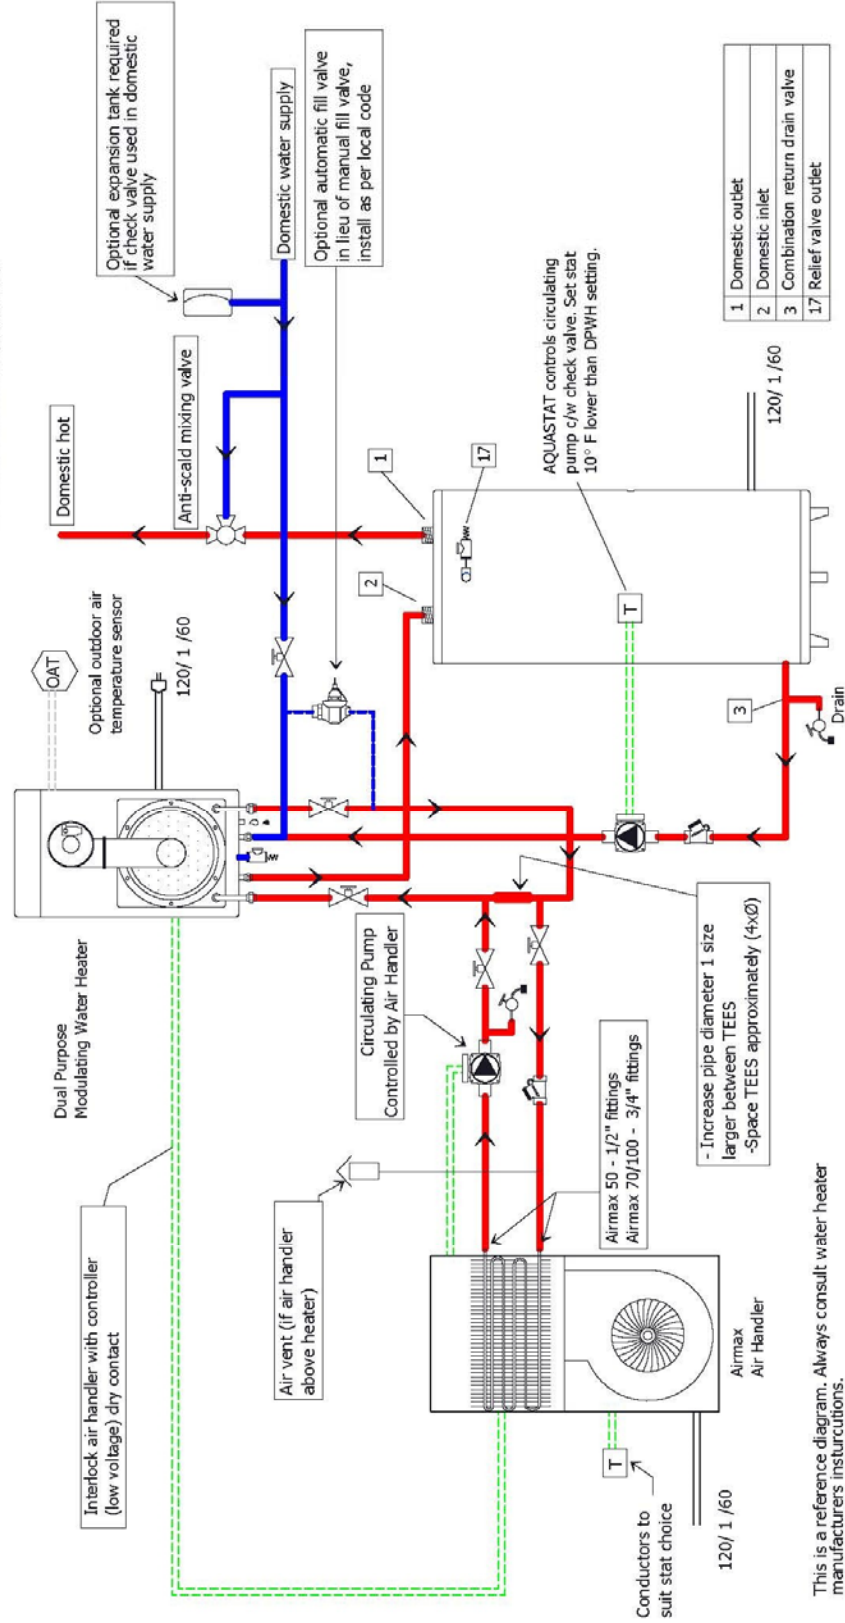 Optional expansion tank required
if check valve used in domestic
water supply
Domestic water supply
Optional automatic fill valve
in lieu of manual fill valve,
install as per local code
Domestic hot
Anti-scald mixing valve
1
2
17
AQUASTAT controls circulating
pump c/w check valve. Set stat
10° F lower than DPWH setting.
T
120/ 1 /60
1 Domestic outlet
2 Domestic inlet
3 Combination return drain valve
17 Relief valve outlet
OAT
Optional outdoor air
temperature sensor
120/ 1 /60
3
Drain
Dual Purpose
Modulating Water Heater
Circulating Pump
Controlled by Air Handler
- Increase pipe diameter 1 size
larger between TEES
-Space TEES approximately (4xØ)
Interlock air handler with controller
(low voltage) dry contact
Air vent (if air handler
above heater)
Airmax 50 - 1/2" fittings
Airmax 70/100 - 3/4" fittings
Airmax
Air Handler
T
Conductors to
suit stat choice
120/ 1 /60
This is a reference diagram. Always consult water heater
manufacturers insturcutions.